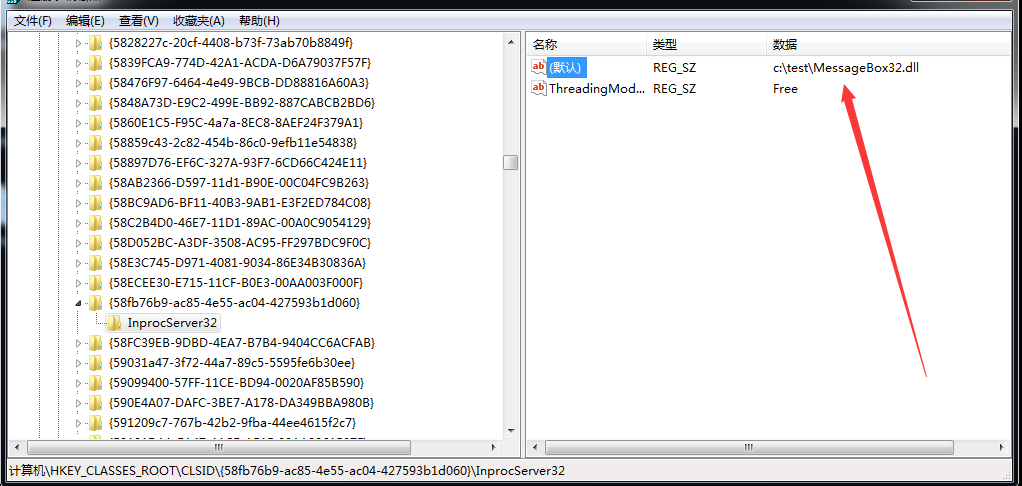 文件(F) 编辑(E) 查看(V) 收藏夹(A) 帮助(H)
{5828227c-20cf-4408-b73f-73ab70b8849f}
{5839FCA9-774D-42A1-ACDA-D6A79037F57F}
{58476F97-6464-4e49-9BCB-DD88816A60A3}
{5848A73D-E9C2-499E-BB92-887CABCB2BD6}
{5860E1C5-F95C-4a7a-8EC8-8AEF24F379A1}
{58859c43-2c82-454b-86c0-9efb11e54838}
{58897D76-EF6C-327A-93F7-6CD66C424E11}
{58AB2366-D597-11d1-B90E-00C04FC9B263}
{58BC9AD6-BF11-40B3-9AB1-E3F2ED784C08}
{58C2B4D0-46E7-11D1-89AC-00A0C9054129}
{58D052BC-A3DF-3508-AC95-FF297BDC9F0C}
{58E3C745-D971-4081-9034-86E34B30836A}
{58ECEE30-E715-11CF-B0E3-00AA003F000F}
{58fb76b9-ac85-4e55-ac04-427593b1d060}
InprocServer32
{58FC39EB-9DBD-4EA7-B7B4-9404CC6ACFAB}
{59031a47-3f72-44a7-89c5-5595fe6b30ee}
{59099400-57FF-11CE-BD94-0020AF85B590}
{590E4A07-DAFC-3BE7-A178-DA349BBA980B}
{591209c7-767b-42b2-9fba-44ee4615f2c7}
名称 类型 数据
(默认) REG_SZ c:\test\MessageBox32.dll
ThreadingMod... REG_SZ Free
计算机\HKEY_CLASSES_ROOT\CLSID\{58fb76b9-ac85-4e55-ac04-427593b1d060}\InprocServer32